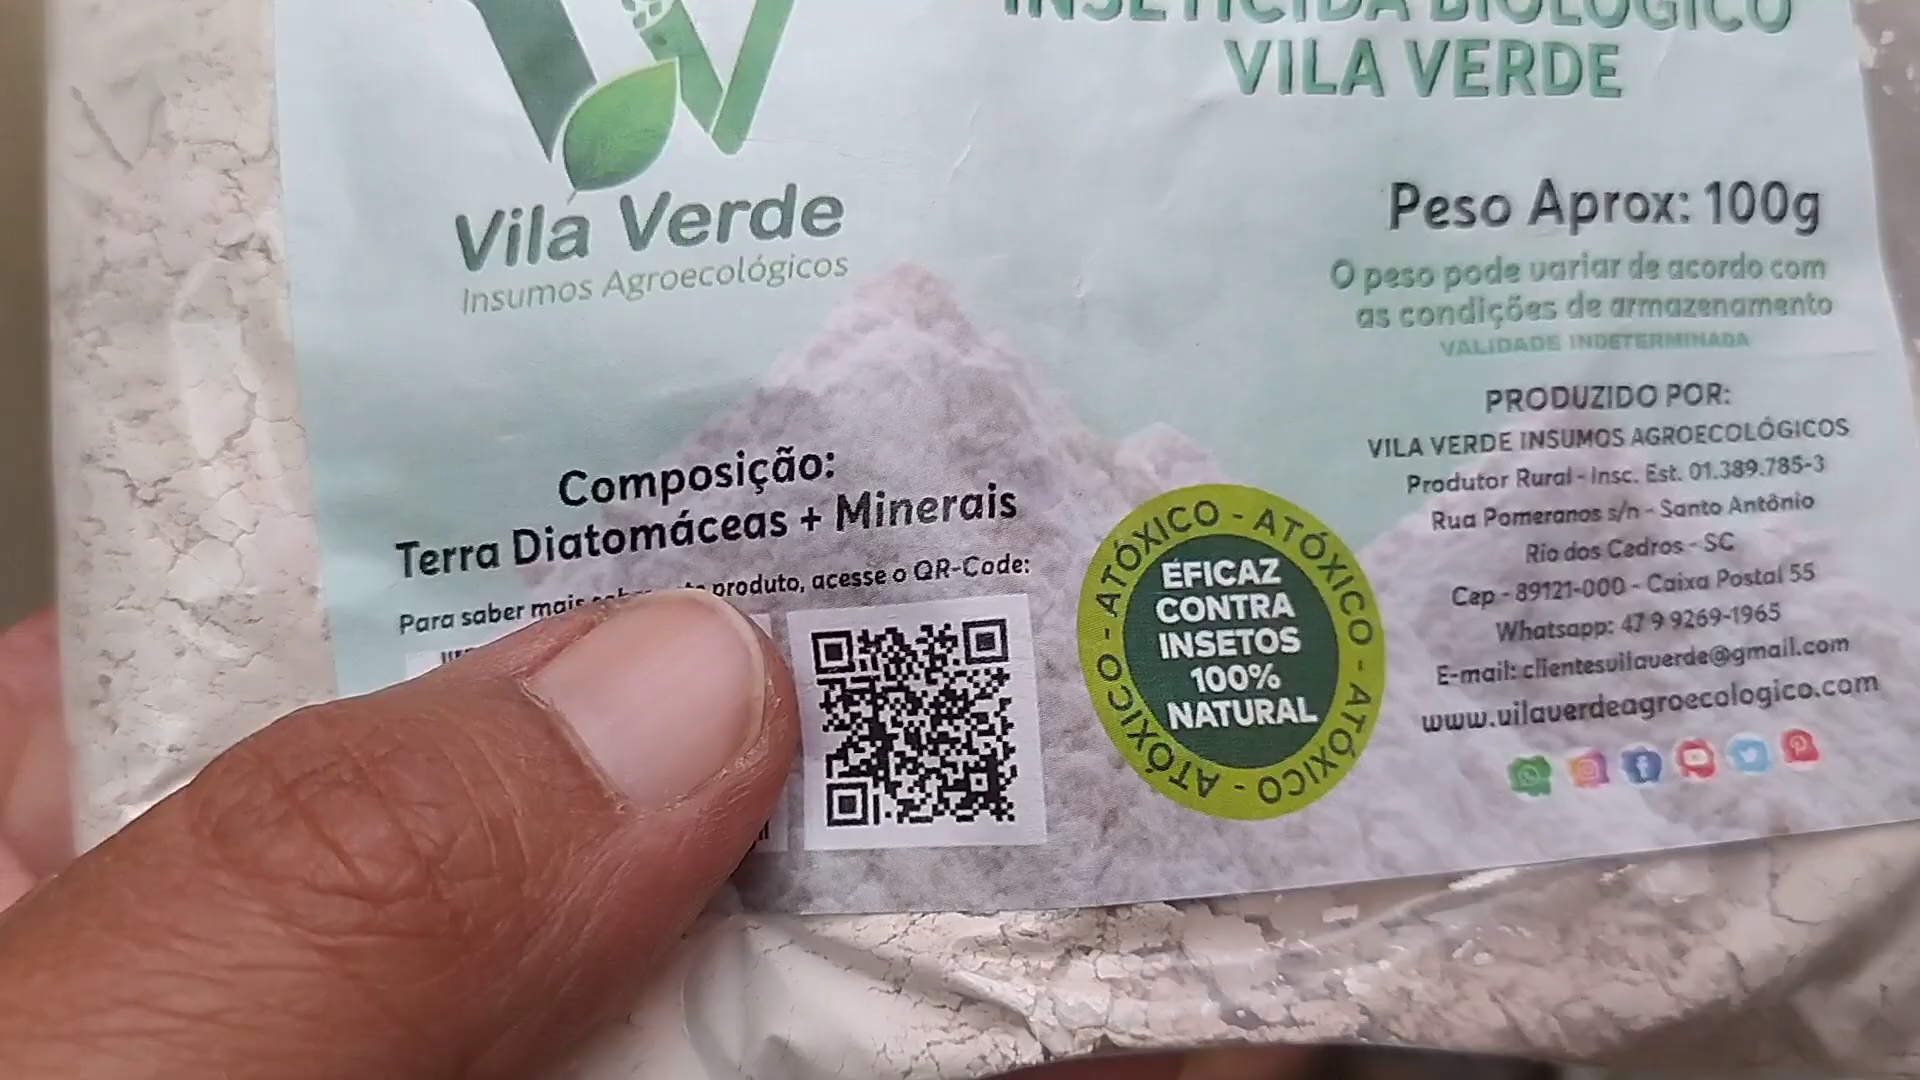 INSETICIDA BIOLÓGICO
VILA VERDE
Vila Verde
Insumos Agroecológicos
Peso Aprox: 100g
O peso pode variar de acordo com
as condições de armazenamento
VALIDADE INDETERMINADA
Composição:
Terra Diatomáceas + Minerais
Para saber mais produto, acesse o QR-Code:
ATÓXICO - ATÓXICO - ATÓXICO - ATÓXICO -
EFICAZ
CONTRA
INSETOS
100%
NATURAL
PRODUZIDO POR:
VILA VERDE INSUMOS AGROECOLÓGICOS
Produtor Rural - Insc. Est. 01.389.785-3
Rua Pomeranos s/n - Santo Antônio
Rio dos Cedros - SC
Cep - 89121-000 - Caixa Postal 55
Whatsapp: 47 9 9269-1965
E-mail: clientesvilaverde@gmail.com
www.vilaverdeagroecologico.com